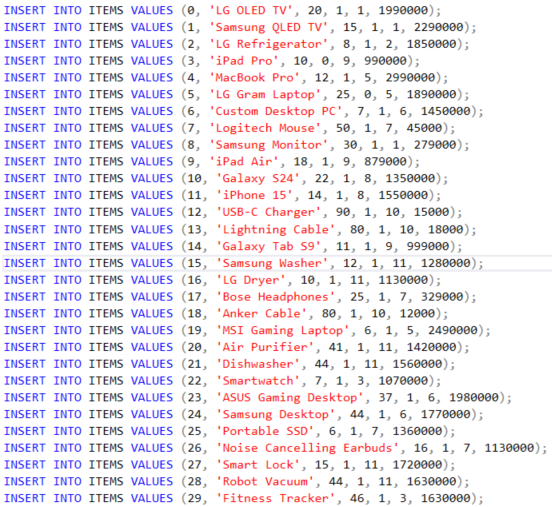 INSERT INTO ITEMS VALUES (0, 'LG OLED TV', 20, 1, 1, 1990000);
INSERT INTO ITEMS VALUES (1, 'Samsung QLED TV', 15, 1, 1, 2290000);
INSERT INTO ITEMS VALUES (2, 'LG Refrigerator', 8, 1, 2, 1850000);
INSERT INTO ITEMS VALUES (3, 'iPad Pro', 10, 0, 9, 990000);
INSERT INTO ITEMS VALUES (4, 'MacBook Pro', 12, 1, 5, 2990000);
INSERT INTO ITEMS VALUES (5, 'LG Gram Laptop', 25, 0, 5, 1890000);
INSERT INTO ITEMS VALUES (6, 'Custom Desktop PC', 7, 1, 6, 1450000);
INSERT INTO ITEMS VALUES (7, 'Logitech Mouse', 50, 1, 7, 45000);
INSERT INTO ITEMS VALUES (8, 'Samsung Monitor', 30, 1, 1, 279000);
INSERT INTO ITEMS VALUES (9, 'iPad Air', 18, 1, 9, 879000);
INSERT INTO ITEMS VALUES (10, 'Galaxy S24', 22, 1, 8, 1350000);
INSERT INTO ITEMS VALUES (11, 'iPhone 15', 14, 1, 8, 1550000);
INSERT INTO ITEMS VALUES (12, 'USB-C Charger', 90, 1, 10, 15000);
INSERT INTO ITEMS VALUES (13, 'Lightning Cable', 80, 1, 10, 18000);
INSERT INTO ITEMS VALUES (14, 'Galaxy Tab S9', 11, 1, 9, 999000);
INSERT INTO ITEMS VALUES (15, 'Samsung Washer', 12, 1, 11, 1280000);
INSERT INTO ITEMS VALUES (16, 'LG Dryer', 10, 1, 11, 1130000);
INSERT INTO ITEMS VALUES (17, 'Bose Headphones', 25, 1, 7, 329000);
INSERT INTO ITEMS VALUES (18, 'Anker Cable', 80, 1, 10, 12000);
INSERT INTO ITEMS VALUES (19, 'MSI Gaming Laptop', 6, 1, 5, 2490000);
INSERT INTO ITEMS VALUES (20, 'Air Purifier', 41, 1, 11, 1420000);
INSERT INTO ITEMS VALUES (21, 'Dishwasher', 44, 1, 11, 1560000);
INSERT INTO ITEMS VALUES (22, 'Smartwatch', 7, 1, 3, 1070000);
INSERT INTO ITEMS VALUES (23, 'ASUS Gaming Desktop', 37, 1, 6, 1980000);
INSERT INTO ITEMS VALUES (24, 'Samsung Desktop', 44, 1, 6, 1770000);
INSERT INTO ITEMS VALUES (25, 'Portable SSD', 6, 1, 7, 1360000);
INSERT INTO ITEMS VALUES (26, 'Noise Cancelling Earbuds', 16, 1, 7, 1130000);
INSERT INTO ITEMS VALUES (27, 'Smart Lock', 15, 1, 11, 1720000);
INSERT INTO ITEMS VALUES (28, 'Robot Vacuum', 44, 1, 11, 1630000);
INSERT INTO ITEMS VALUES (29, 'Fitness Tracker', 46, 1, 3, 1630000);